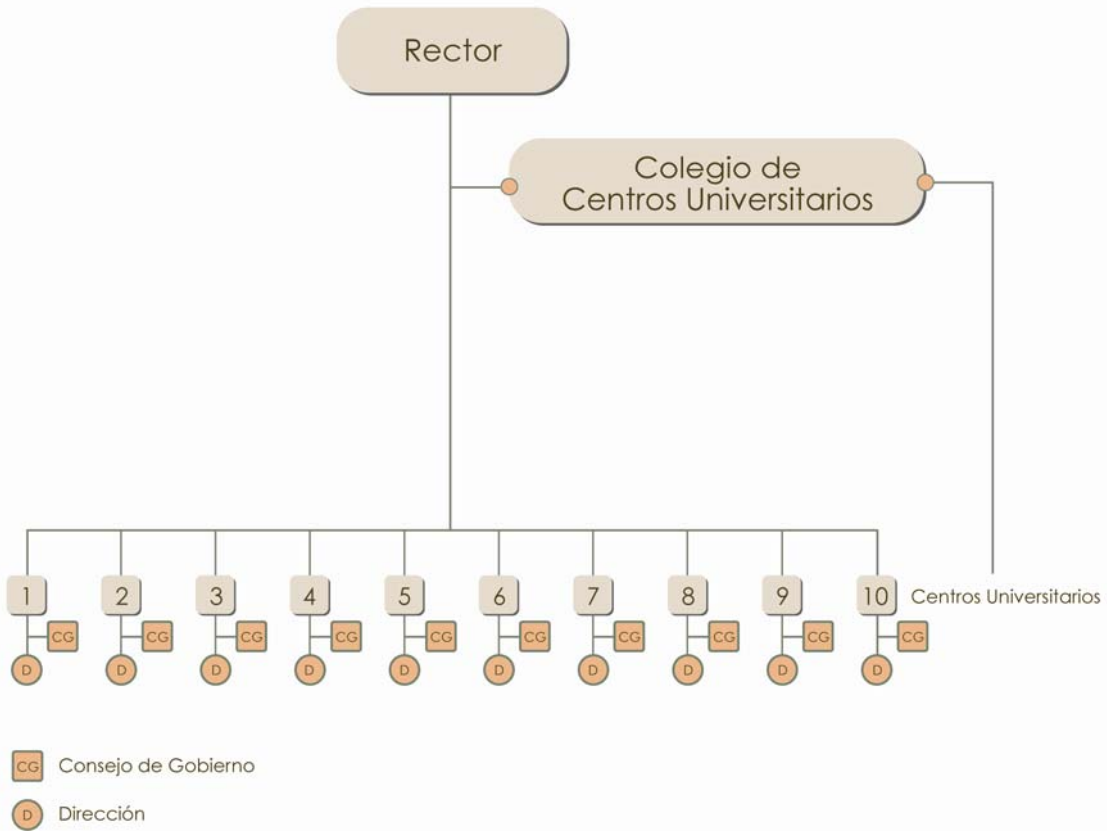 Rector
Colegio de
Centros Universitarios
1 2 3 4 5 6 7 8 9 10 Centros Universitarios
CG CG CG CG CG CG CG CG CG CG
D D D D D D D D D D
CG Consejo de Gobierno
D Dirección